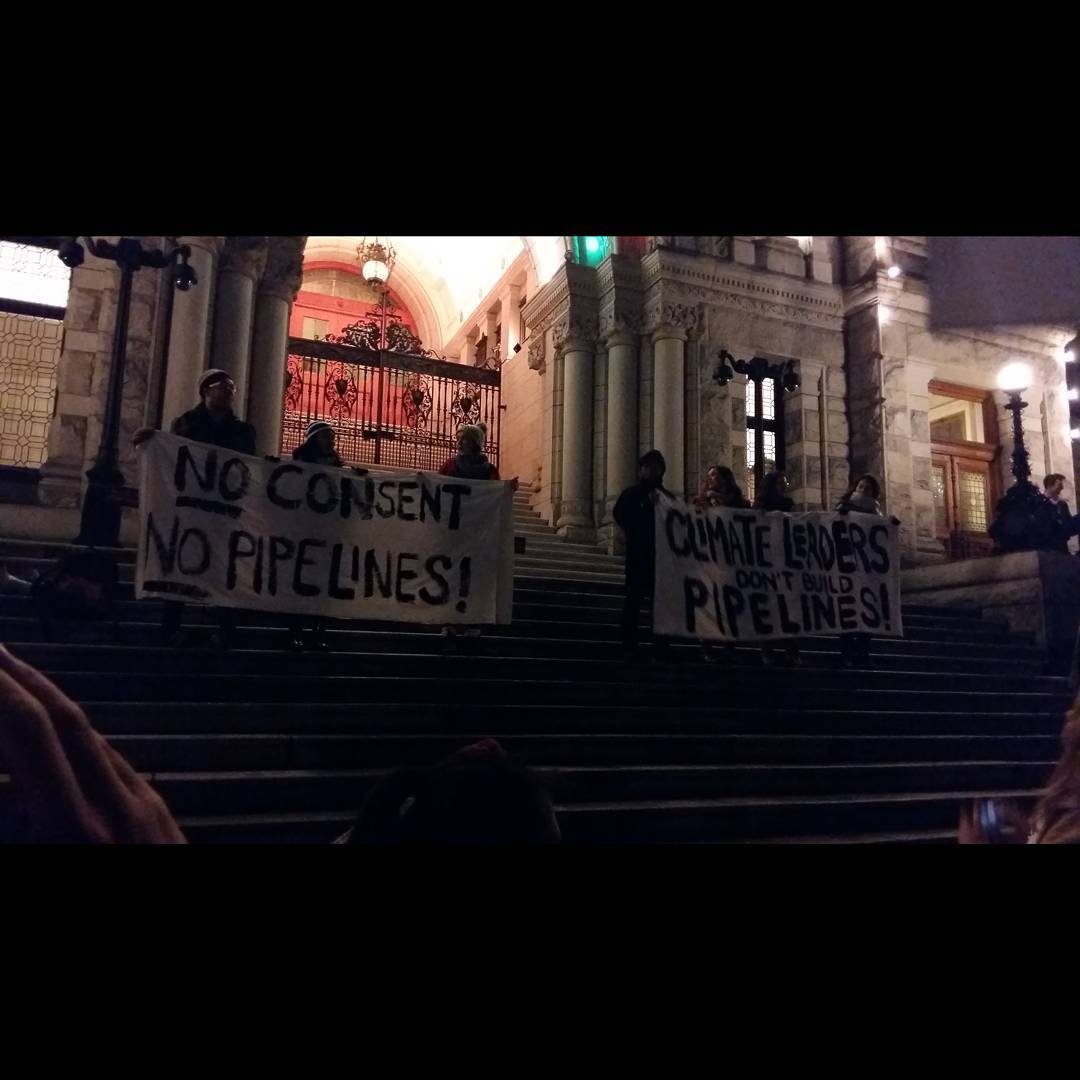 NO CONSENT
NO PIPELINES!
CLIMATE LEADERS
DON'T BUILD
PIPELINES!